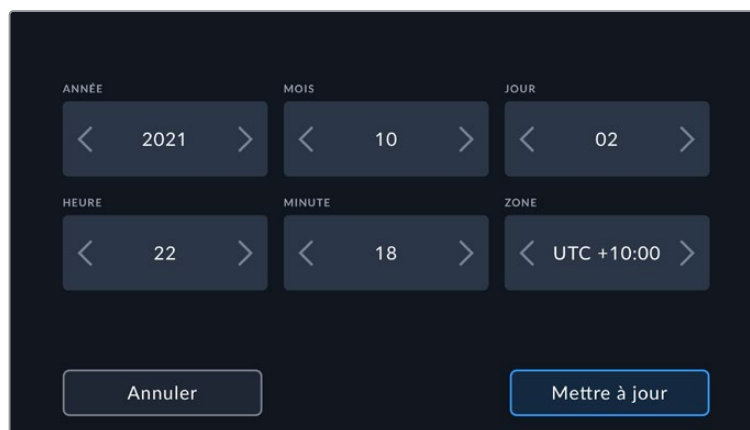 ANNÉE MOIS JOUR
2021 10 02
HEURE MINUTE ZONE
22 18 UTC +10:00
Annuler Mettre à jour